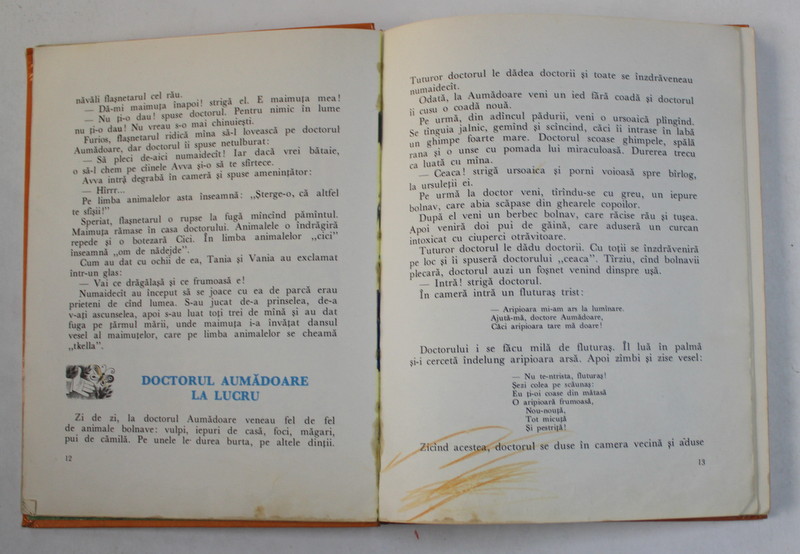 năvăli flașnetarul cel rău.
— Dă-mi maimuța înapoi! strigă el. E maimuța mea!
— Nu ți-o dau! spuse doctorul. Pentru nimic în lume
nu ți-o dau! Nu vreau s-o mai chinuiești.
Furios, flașnetarul ridică mîna să-l lovească pe doctorul
Aumădoare, dar doctorul îi spuse netulburat:
— Să pleci de-aici numaidecît! Iar dacă vrei bătaie,
o să-l chem pe cîinele Avva și-o să te sfîrtece.
Avva intră degrabă în cameră și spuse amenințător:
— Hîrrr...
Pe limba animalelor asta înseamnă: „Șterge-o, că altfel
te sfîșii!”
Speriat, flașnetarul o rupse la fugă mîncînd pămîntul.
Maimuța rămase în casa doctorului. Animalele o îndrăgiră
repede și o botezară Cici. În limba animalelor „cici”
înseamnă „om de nădejde”.
Cum au dat cu ochii de ea, Tania și Vania au exclamat
într-un glas:
— Vai ce drăgălașă și ce frumoasă e!
Numaidecît au început să se joace cu ea de parcă erau
prieteni de cînd lumea. S-au jucat de-a prinselea, de-a
v-ați ascunselea, apoi s-au luat toți trei de mînă și au dat
fuga pe țărmul mării, unde maimuța i-a învățat dansul
vesel al maimuțelor, care pe limba animalelor se cheamă
„tkella”.
DOCTORUL AUMĂDOARE
LA LUCRU
Zi de zi, la doctorul Aumădoare veneau fel de fel
de animale bolnave: vulpi, iepuri de casă, foci, măgari,
pui de cămilă. Pe unele le durea burta, pe altele dinții.
12
Tuturor doctorul le dădea doctorii și toate se înzdrăveneau
numaidecît.
Odată, la Aumădoare veni un ied fără coadă și doctorul
îi cusu o coadă nouă.
Pe urmă, din adîncul pădurii, veni o ursoaică plîngînd.
Se tînguia jalnic, gemînd și scîncind, căci îi intrase în labă
un ghimpe foarte mare. Doctorul scoase ghimpele, spălă
rana și o unse cu pomada lui miraculoasă. Durerea trecu
ca luată cu mîna.
— Ceaca! strigă ursoaica și porni voioasă spre bîrlog,
la ursuleții ei.
Pe urmă la doctor veni, tîrîndu-se cu greu, un iepure
bolnav, care abia scăpase din ghearele copoilor.
După el veni un berbec bolnav, care răcise rău și tușea.
Apoi veniră doi pui de găină, care aduseră un curcan
intoxicat cu ciuperci otrăvitoare.
Tuturor doctorul le dădu doctorii. Cu toții se înzdrăveniră
pe loc și îi spuseră doctorului „ceaca”. Tîrziu, cînd bolnavii
plecară, doctorul auzi un foșnet venind dinspre ușă.
— Intră! strigă doctorul.
În cameră intră un fluturaș trist:
— Aripioara mi-am ars la luminare.
Ajută-mă, doctore Aumădoare,
Căci aripioara tare mă doare!
Doctorului i se făcu milă de fluturaș. Îl luă în palmă
și-i cercetă îndelung aripioara arsă. Apoi zîmbi și zise vesel:
— Nu te-ntrista, fluturaș!
Șezi colea pe scăunaș:
Eu ți-oi coase din mătasă
O aripioară frumoasă,
Nou-nouță,
Tot micuță
Și pestriță!
Zicînd acestea, doctorul se duse în camera vecină și aduse
13